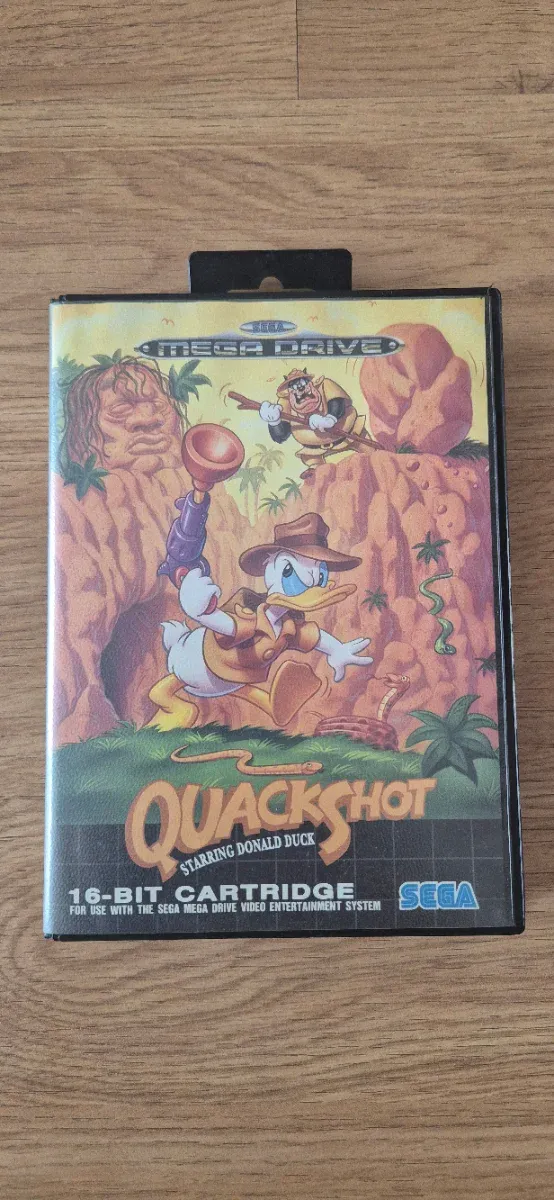 SEGA
MEGA DRIVE
QUACKSHOT
STARRING DONALD DUCK
16-BIT CARTRIDGE
FOR USE WITH THE SEGA MEGA DRIVE VIDEO ENTERTAINMENT SYSTEM
SEGA